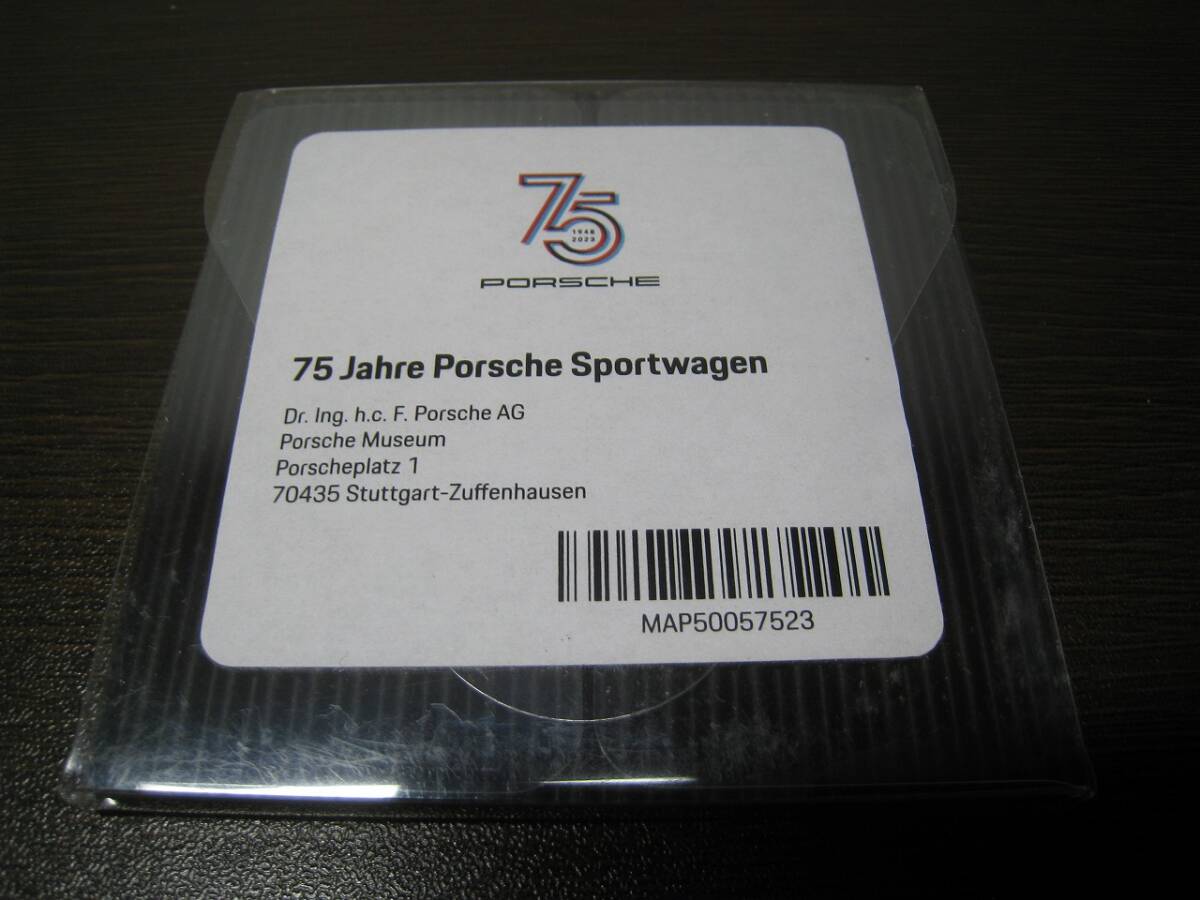 75
1948
2023
PORSCHE
75 Jahre Porsche Sportwagen
Dr. Ing. h.c. F. Porsche AG
Porsche Museum
Porscheplatz 1
70435 Stuttgart-Zuffenhausen
MAP50057523